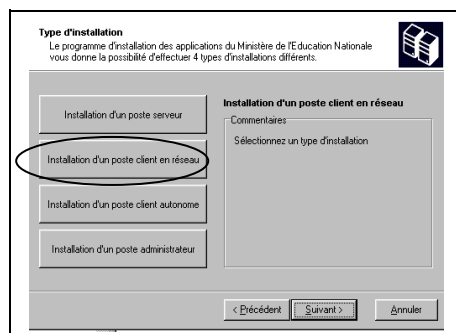 Type d'installation
Le programme d'installation des applications du Ministère de l'Education Nationale
vous donne la possibilité d'effectuer 4 types d'installations différents.
Installation d'un poste serveur
Installation d'un poste client en réseau
Installation d'un poste client autonome
Installation d'un poste administrateur
Installation d'un poste client en réseau
Commentaires
Sélectionnez un type d'installation
< Précédent
Suivant >
Annuler